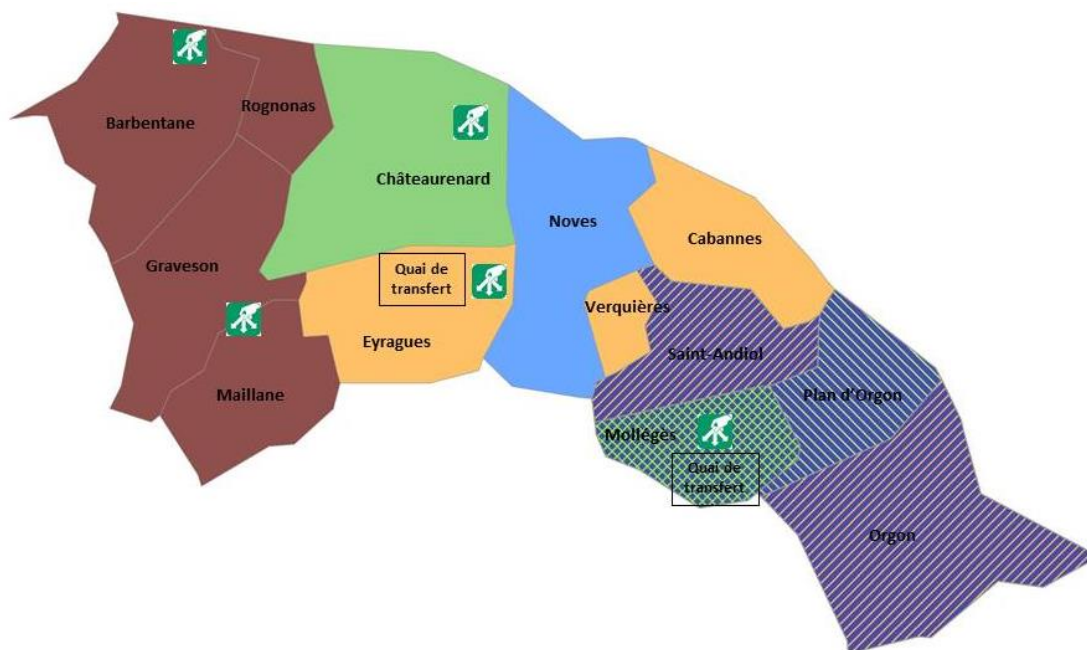 Barbentane
Rognonas
Châteaurenard
Noves
Cabannes
Graveson
Quai de
transfert
Verquières
Eyragues
Saint-Andiol
Maillane
Plan d’Orgon
Mollégès
Quai de
transfert
Orgon